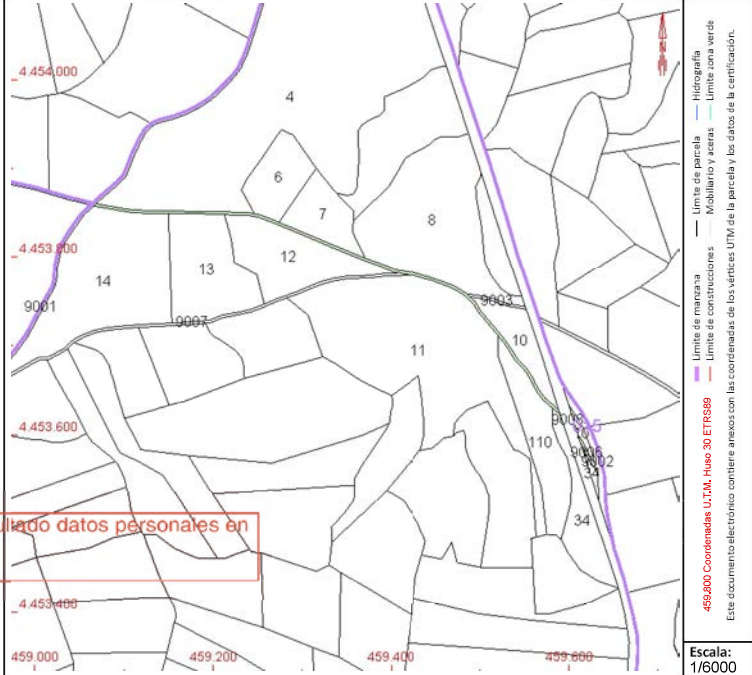 4.454.000
4
6
7
8
4.453.800
12
13
14
9001
9003
9007
10
11
4.453.600
110
34
34
ultado datos personales en
4.453.400
459.000
459.200
459.400
459.600
Límite de manzana
Límite de parcela
Hidrografía
Límite de construcciones
Mobiliario y aceras
Límite zona verde
459.800 Coordenadas U.T.M. Huso 30 ETRS89
Este documento electrónico contiene anexos con las coordenadas de los vértices UTM de la parcela y los datos de la certificación.
Escala:
1/6000